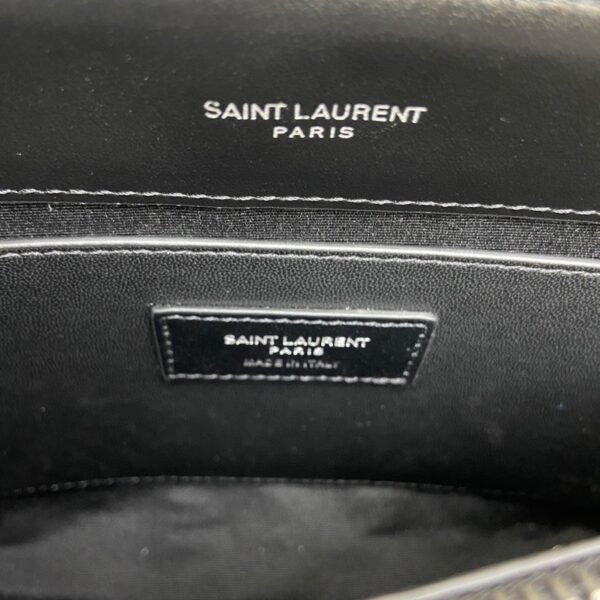 SAINT LAURENT
PARIS
SAINT LAURENT
PARIS
MADE IN ITALY